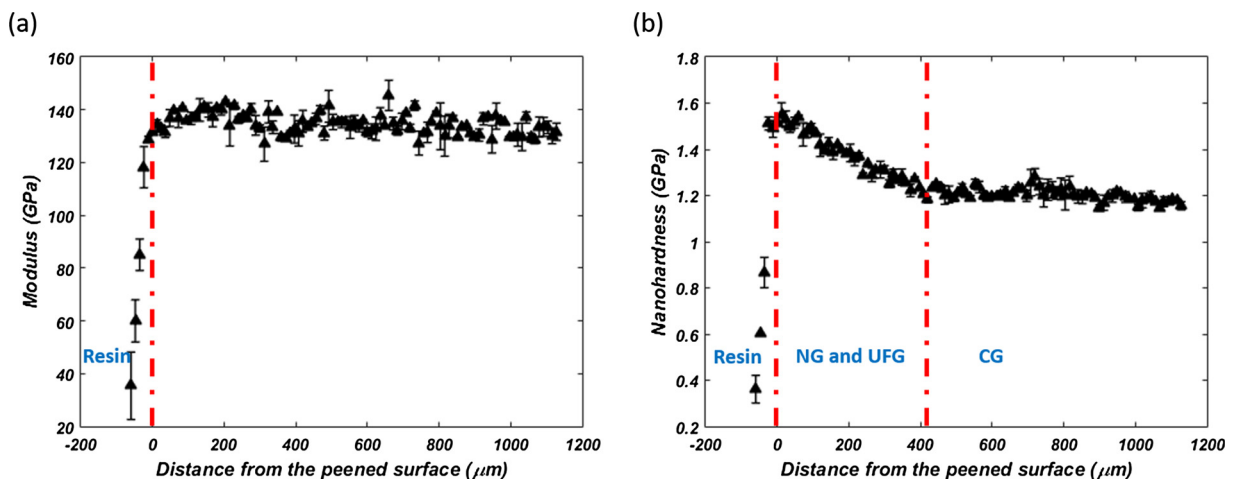 (a)
160
140
120
100
80
60
40
20
Modulus (GPa)
Resin
-200 0 200 400 600 800 1000 1200
Distance from the peened surface (μm)
(b)
1.8
1.6
1.4
1.2
1
0.8
0.6
0.4
0.2
Nanohardness (GPa)
Resin NG and UFG CG
-200 0 200 400 600 800 1000 1200
Distance from the peened surface (μm)